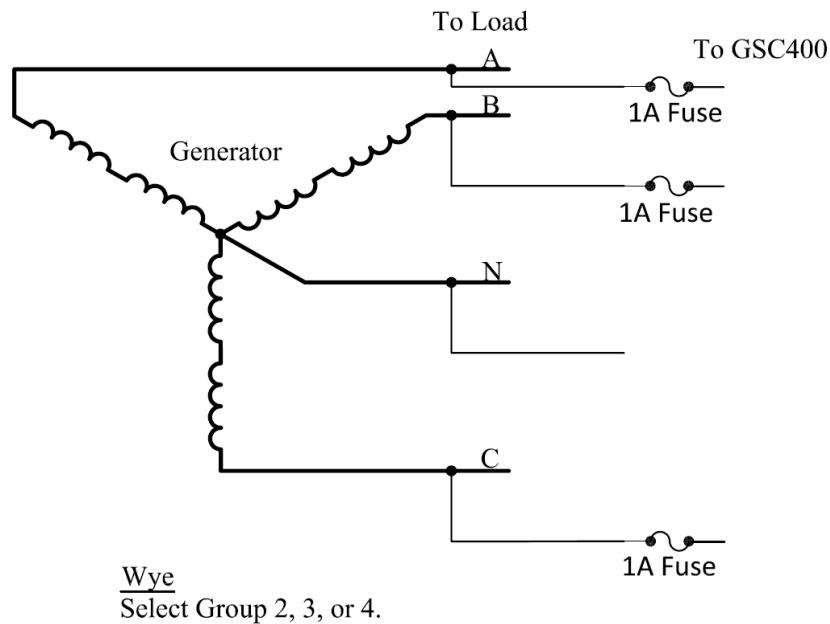 To Load
To GSC400
A
1A Fuse
B
Generator
1A Fuse
N
C
1A Fuse
Wye
Select Group 2, 3, or 4.